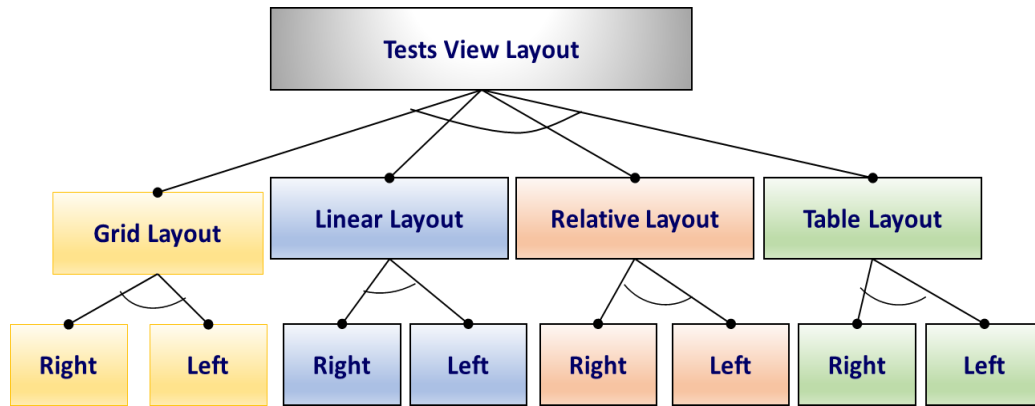 Tests View Layout
Grid Layout
Linear Layout
Relative Layout
Table Layout
Right
Left
Right
Left
Right
Left
Right
Left